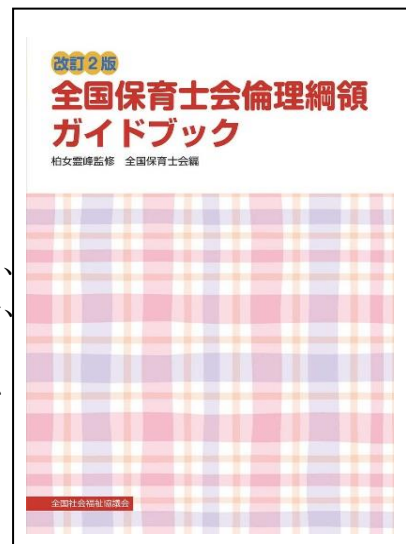 改訂2版
全国保育士会倫理綱領
ガイドブック
柏女霊峰監修 全国保育士会編
全国社会福祉協議会
、
、